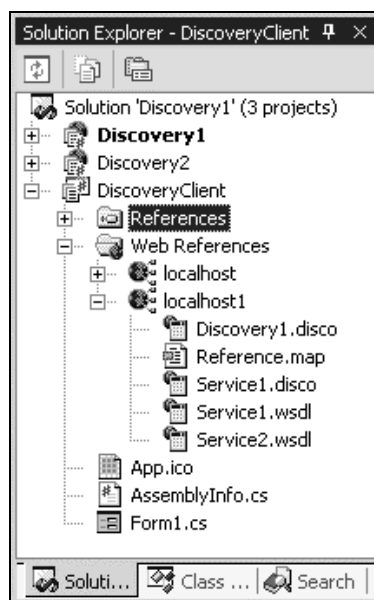 Solution Explorer - DiscoveryClient
Solution 'Discovery1' (3 projects)
Discovery1
Discovery2
DiscoveryClient
References
Web References
localhost
localhost1
Discovery1.disco
Reference.map
Service1.disco
Service1.wsdl
Service2.wsdl
App.ico
AssemblyInfo.cs
Form1.cs
Soluti... Class ... Search